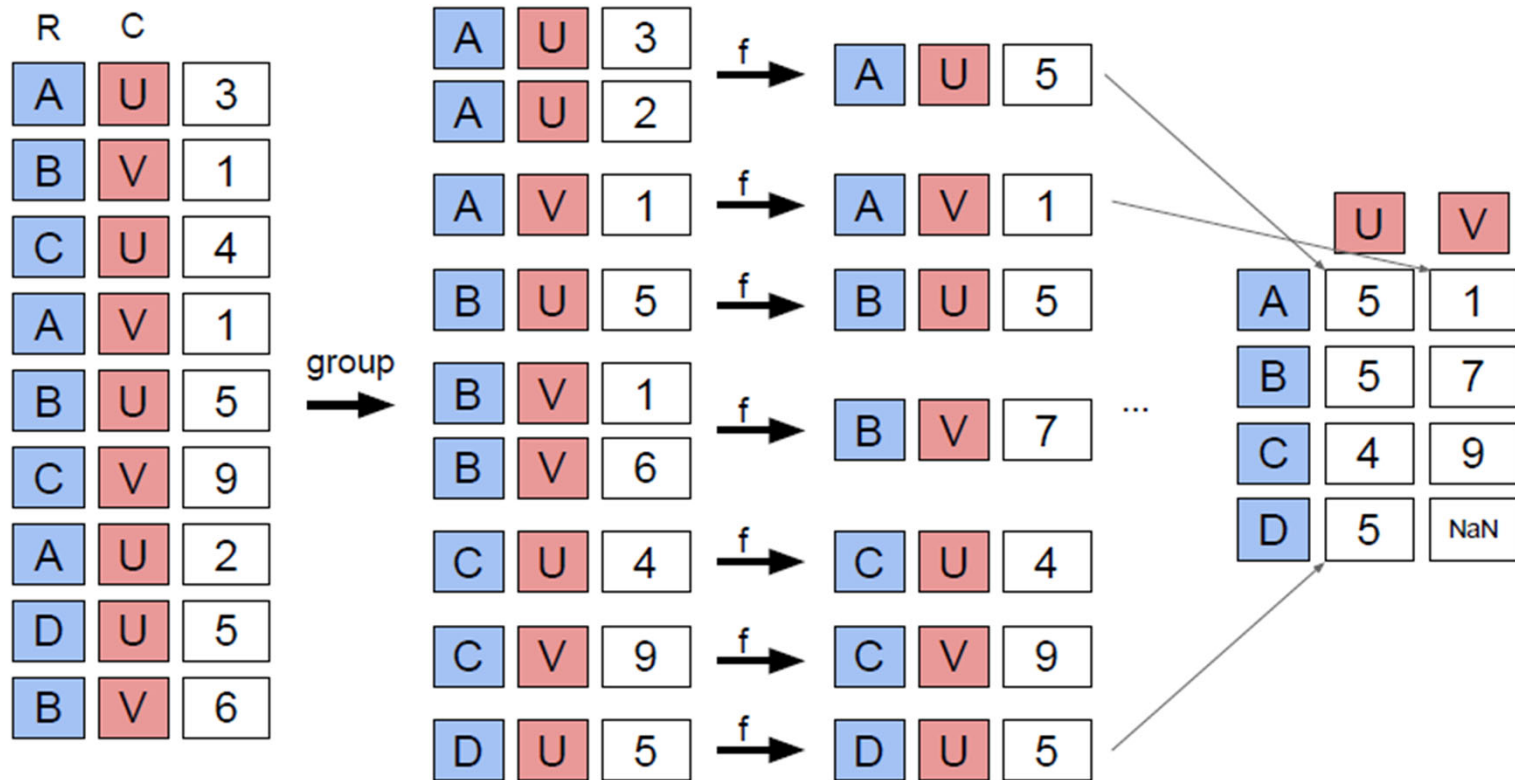 R C
A U 3
B V 1
C U 4
A V 1
B U 5
C V 9
A U 2
D U 5
B V 6
group
A U 3
A U 2
f
A U 5
A V 1
f
A V 1
B U 5
f
B U 5
B V 1
B V 6
f
B V 7
C U 4
f
C U 4
C V 9
f
C V 9
D U 5
f
D U 5
...
U V
A 5 1
B 5 7
C 4 9
D 5 NaN